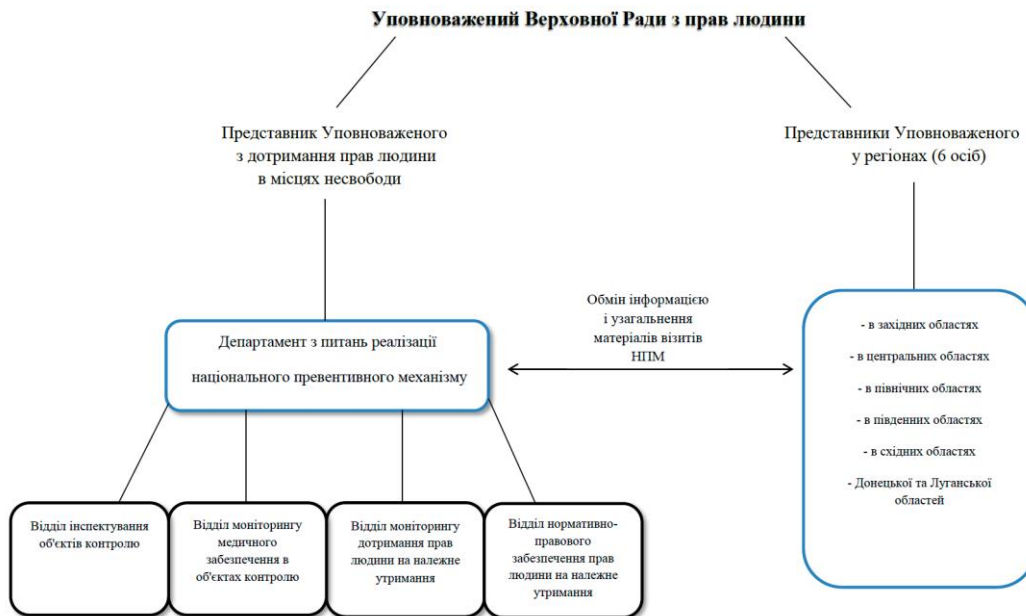 Уповноважений Верховної Ради з прав людини
Представник Уповноваженого
з дотримання прав людини
в місцях несвободи
Представники Уповноваженого
у регіонах (6 осіб)
Департамент з питань реалізації
національного превентивного механізму
Обмін інформацією
і узагальнення
матеріалів візитів
НПМ
- в західних областях
- в центральних областях
- в північних областях
- в південних областях
- в східних областях
- Донецької та Луганської
областей
Відділ інспектування
об'єктів контролю
Відділ моніторингу
медичного
забезпечення в
об'єктах контролю
Відділ моніторингу
дотримання прав
людини на належне
утримання
Відділ нормативно-
правового
забезпечення прав
людини на належне
утримання